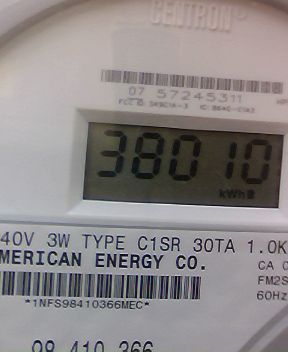 CENTRON
07 57245311
38010
kWh
40V 3W TYPE C1SR 30TA 1.0K
MERICAN ENERGY CO.
CA
FM2S
60Hz
*1NFS98410366MEC*
98 410 366